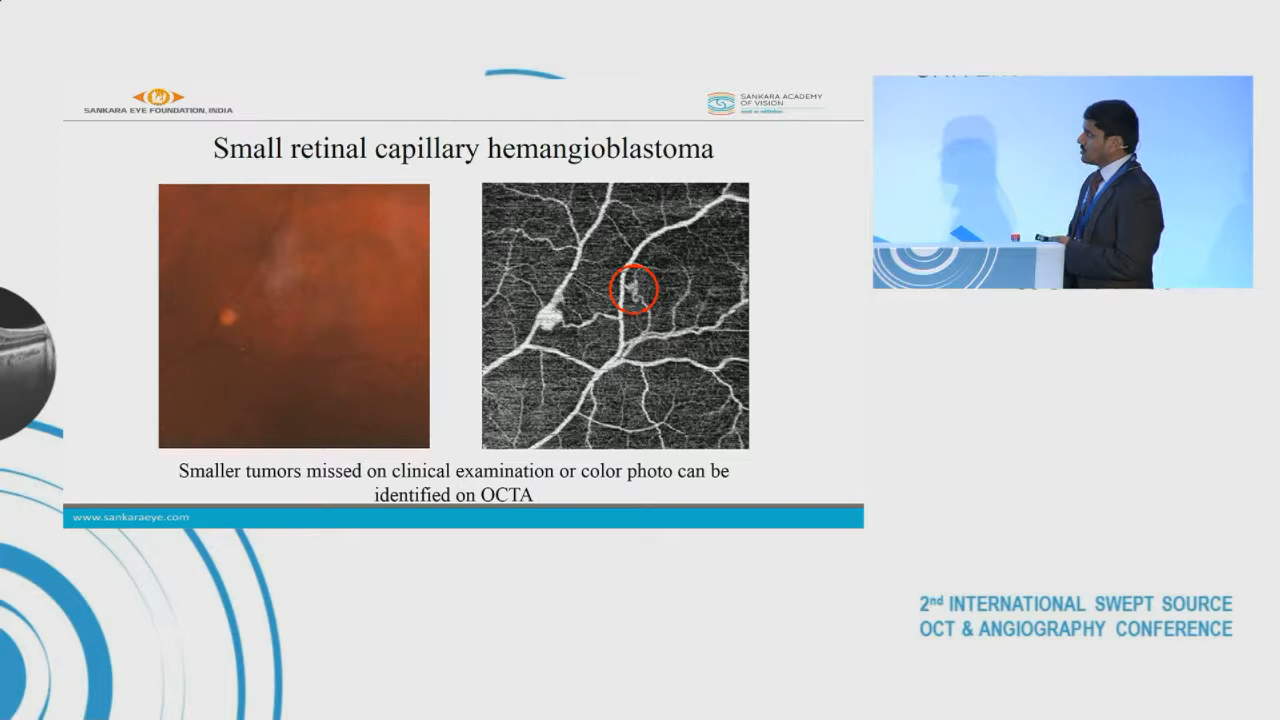 SANKARA EYE FOUNDATION, INDIA
SANKARA ACADEMY
OF VISION
Small retinal capillary hemangioblastoma
Smaller tumors missed on clinical examination or color photo can be
identified on OCTA
www.sankaraeye.com
2nd INTERNATIONAL SWEPT SOURCE
OCT & ANGIOGRAPHY CONFERENCE